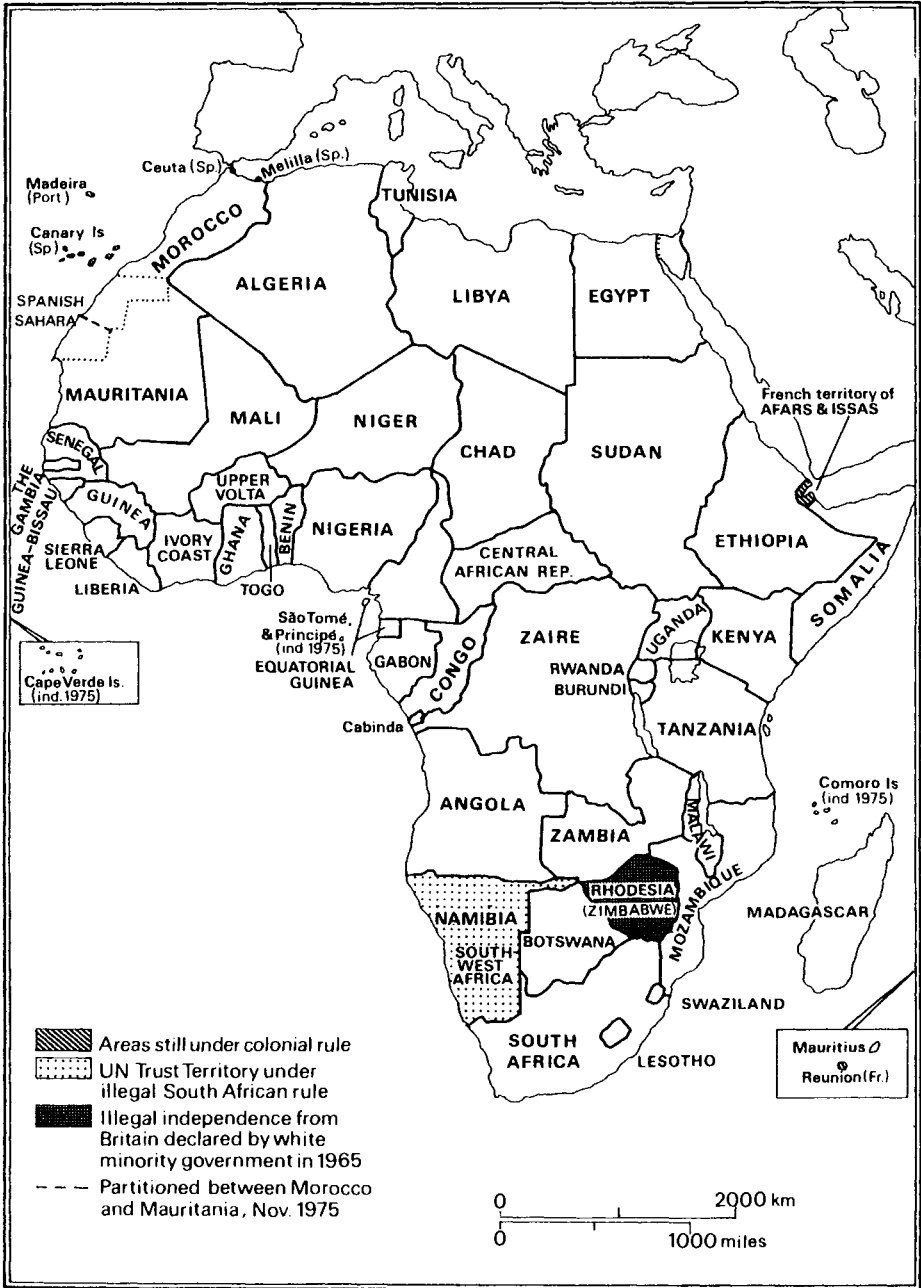 Ceuta (Sp.)
Melilla (Sp.)
Madeira
(Port)
TUNISIA
Canary Is
(Sp)
MOROCCO
ALGERIA
LIBYA
EGYPT
SPANISH
SAHARA
MAURITANIA
MALI
NIGER
CHAD
SUDAN
French territory of
AFARS & ISSAS
SENEGAL
THE
GAMBIA
GUINEA-BISSAU
GUINEA
UPPER
VOLTA
BENIN
NIGERIA
IVORY
COAST
GHANA
SIERRA
LEONE
LIBERIA
TOGO
CENTRAL
AFRICAN REP.
ETHIOPIA
SOMALIA
São Tomé,
& Principé
(ind 1975)
EQUATORIAL
GUINEA
GABON
CONGO
ZAIRE
UGANDA
KENYA
RWANDA
BURUNDI
Cape Verde Is.
(ind. 1975)
Cabinda
TANZANIA
ANGOLA
ZAMBIA
MALAWI
Comoro Is
(ind 1975)
RHODESIA
(ZIMBABWE)
MOZAMBIQUE
MADAGASCAR
NAMIBIA
SOUTH
WEST
AFRICA
BOTSWANA
SWAZILAND
SOUTH
AFRICA
LESOTHO
Mauritius
Reunion (Fr.)
Areas still under colonial rule
UN Trust Territory under
illegal South African rule
Illegal independence from
Britain declared by white
minority government in 1965
Partitioned between Morocco
and Mauritania, Nov. 1975
0 2000 km
0 1000 miles